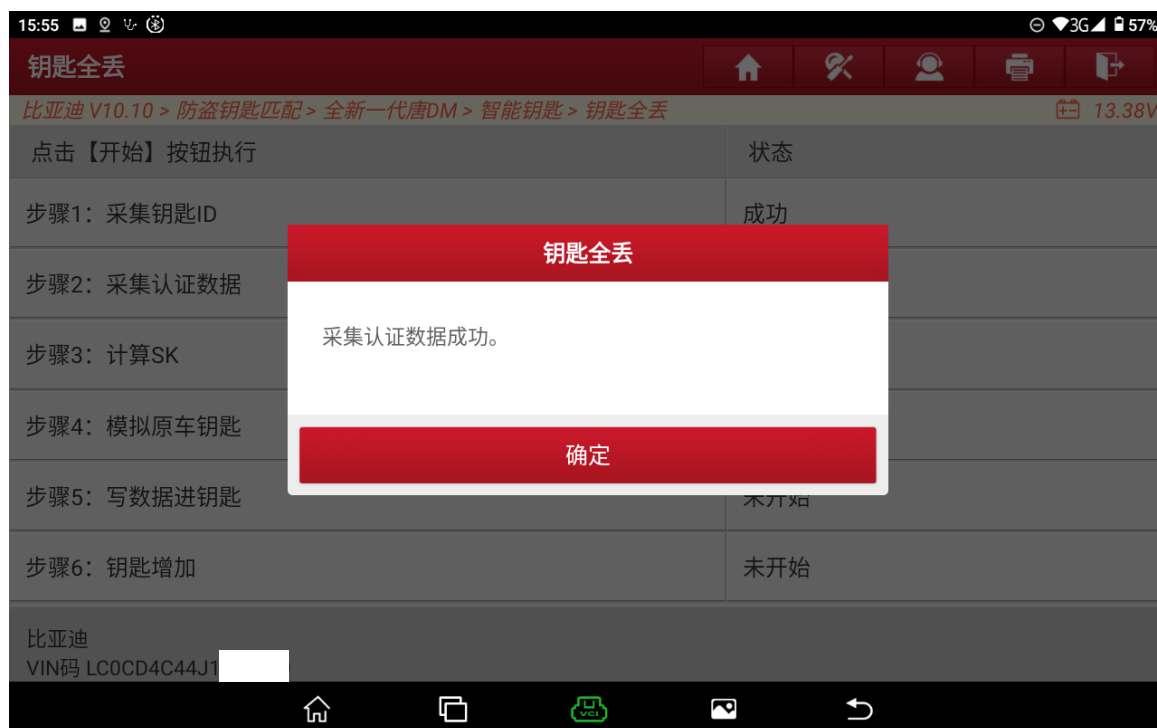 15:55
3G 57%
钥匙全丢
比亚迪 V10.10 > 防盗钥匙匹配 > 全新一代唐DM > 智能钥匙 > 钥匙全丢 13.38V
点击【开始】按钮执行 状态
步骤1：采集钥匙ID 成功
钥匙全丢
步骤2：采集认证数据
采集认证数据成功。
步骤3：计算SK
步骤4：模拟原车钥匙
确定
步骤5：写数据进钥匙 未开始
步骤6：钥匙增加 未开始
比亚迪
VIN码 LC0CD4C44J1
VCI